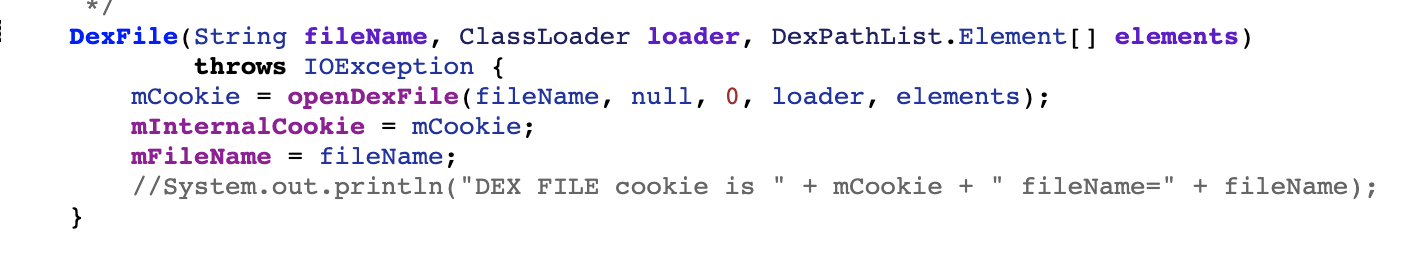 */
DexFile(String fileName, ClassLoader loader, DexPathList.Element[] elements)
throws IOException {
mCookie = openDexFile(fileName, null, 0, loader, elements);
mInternalCookie = mCookie;
mFileName = fileName;
//System.out.println("DEX FILE cookie is " + mCookie + " fileName=" + fileName);
}